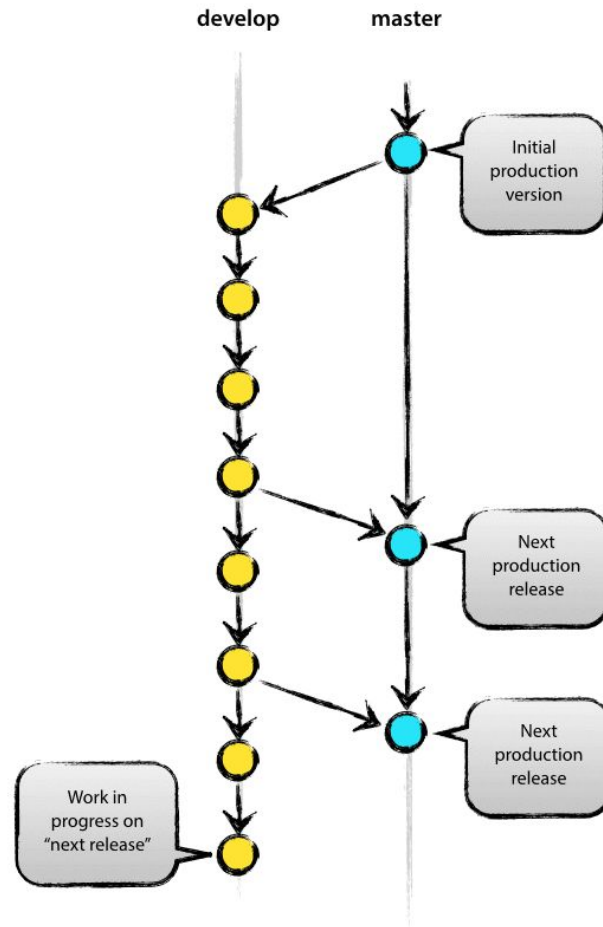 develop
master
Initial
production
version
Next
production
release
Next
production
release
Work in
progress on
“next release”